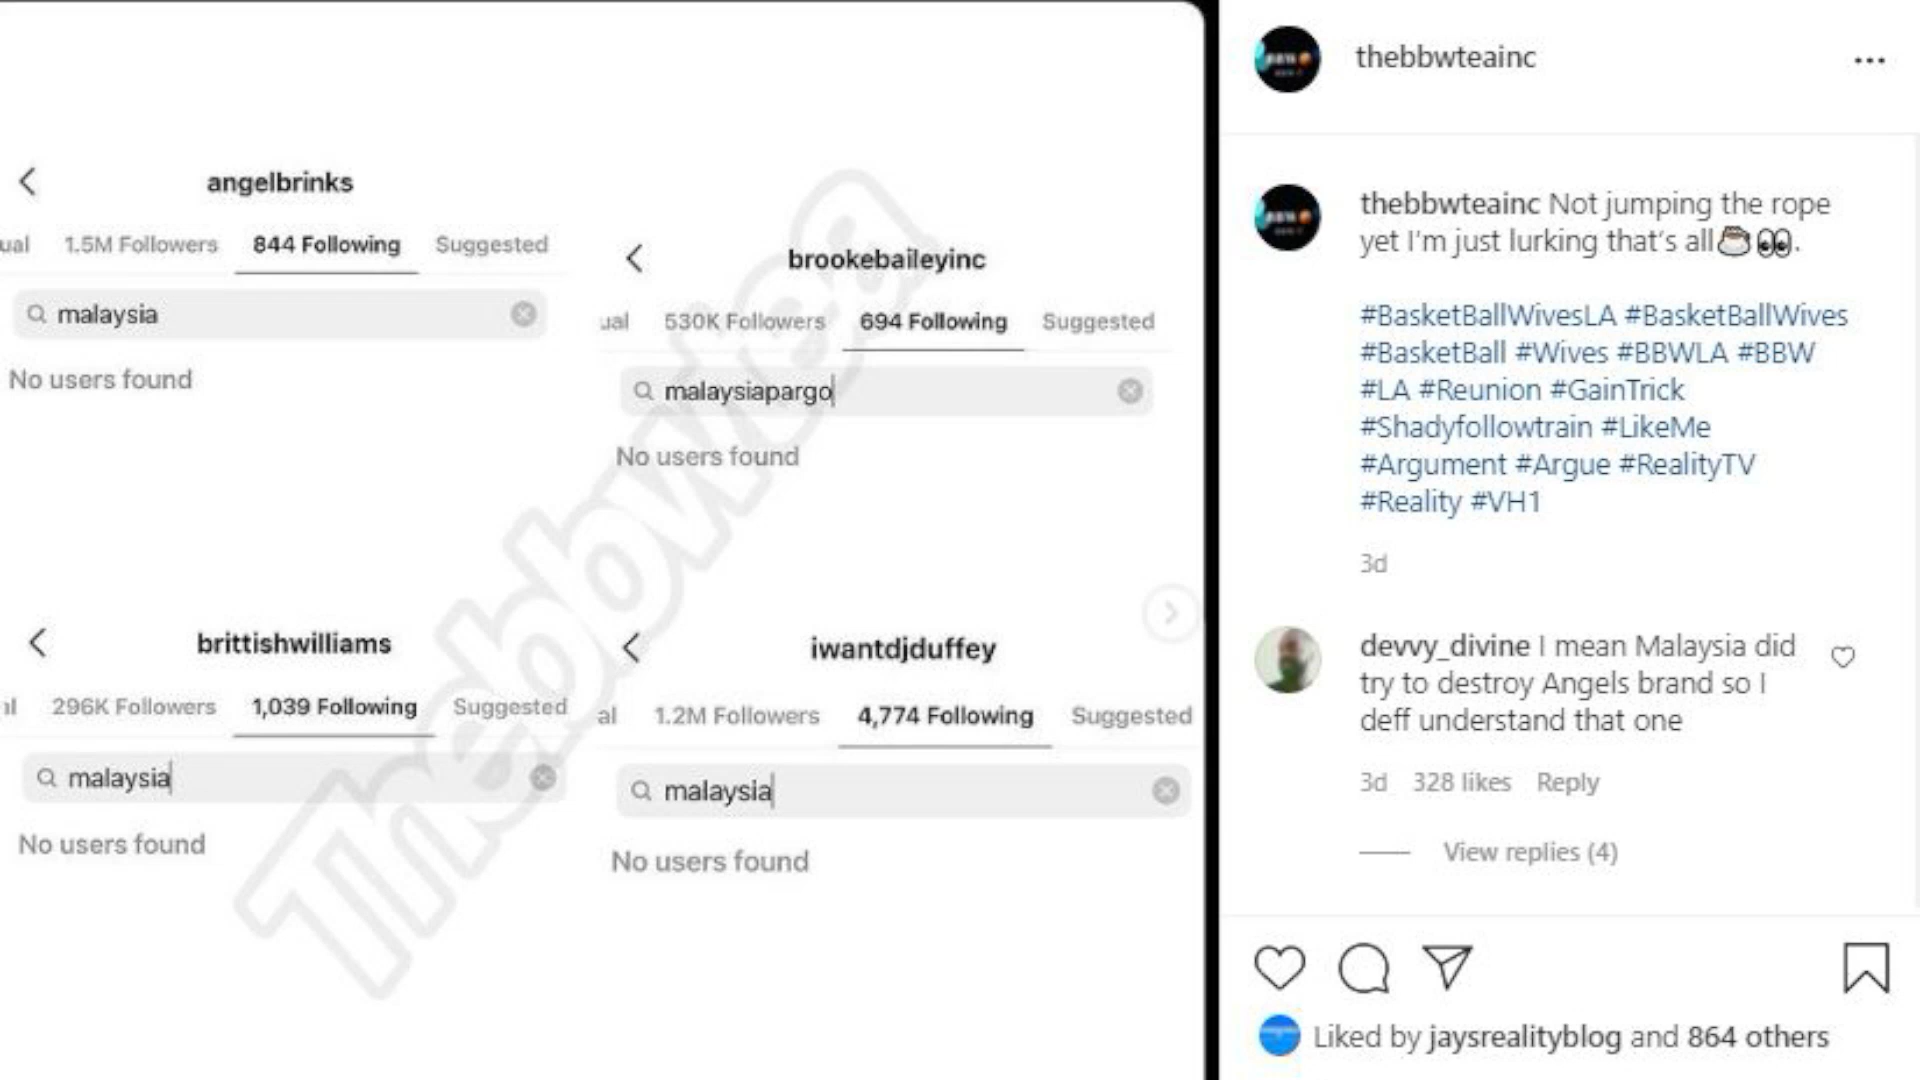 angelbrinks
ual 1.5M Followers 844 Following Suggested
malaysia
No users found
brookebaileyinc
ual 530K Followers 694 Following Suggested
malaysiapargo
No users found
brittishwilliams
al 296K Followers 1,039 Following Suggested
malaysia
No users found
iwantdjduffey
al 1.2M Followers 4,774 Following Suggested
malaysia
No users found
Thebbwtea
thebbwteainc
thebbwteainc Not jumping the rope
yet I'm just lurking that's all☕👀.
#BasketBallWivesLA #BasketBallWives
#BasketBall #Wives #BBWLA #BBW
#LA #Reunion #GainTrick
#Shadyfollowtrain #LikeMe
#Argument #Argue #RealityTV
#Reality #VH1
3d
devvy_divine I mean Malaysia did
try to destroy Angels brand so I
deff understand that one
3d 328 likes Reply
View replies (4)
Liked by jaysrealityblog and 864 others